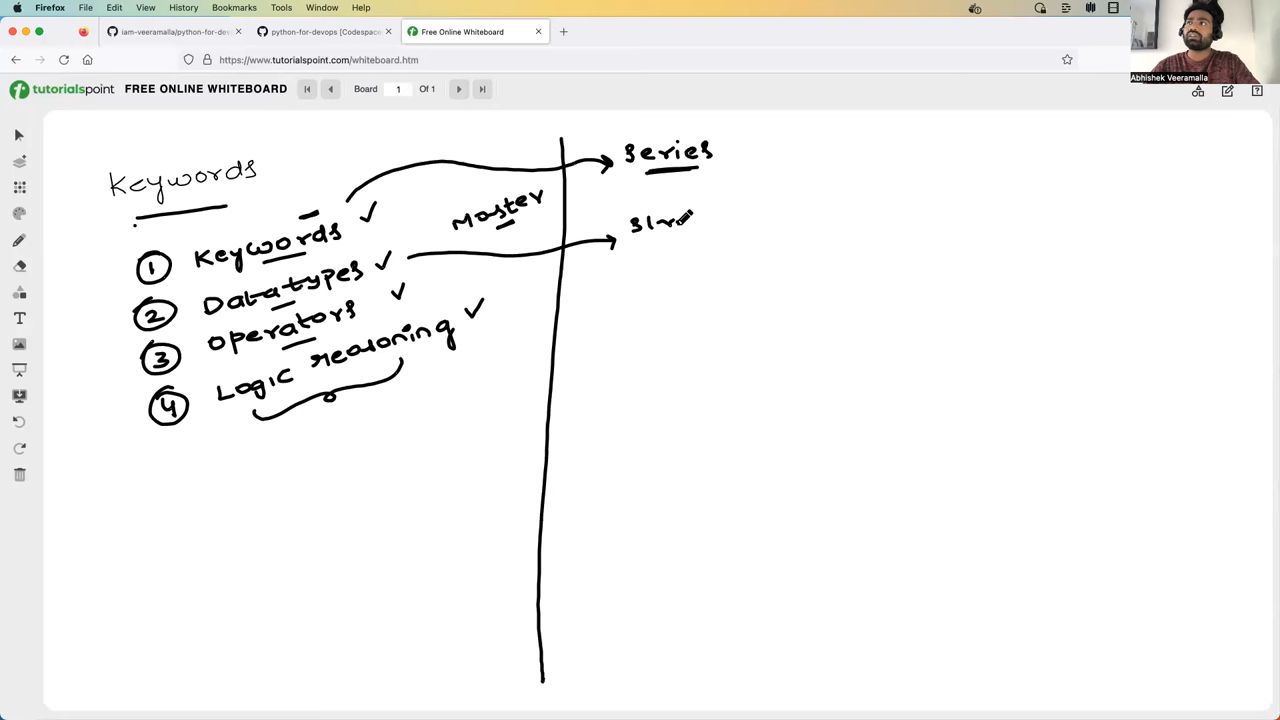 Firefox File Edit View History Bookmarks Tools Window Help
iam-veeramalla/python-for-dev
python-for-devops [Codespace
Free Online Whiteboard
https://www.tutorialspoint.com/whiteboard.htm
Abhishek Veeramalla
tutorialspoint FREE ONLINE WHITEBOARD Board 1 Of 1
Keywords
1 Keywords
2 Datatypes
3 Operators
4 Logic reasoning
Master
Series